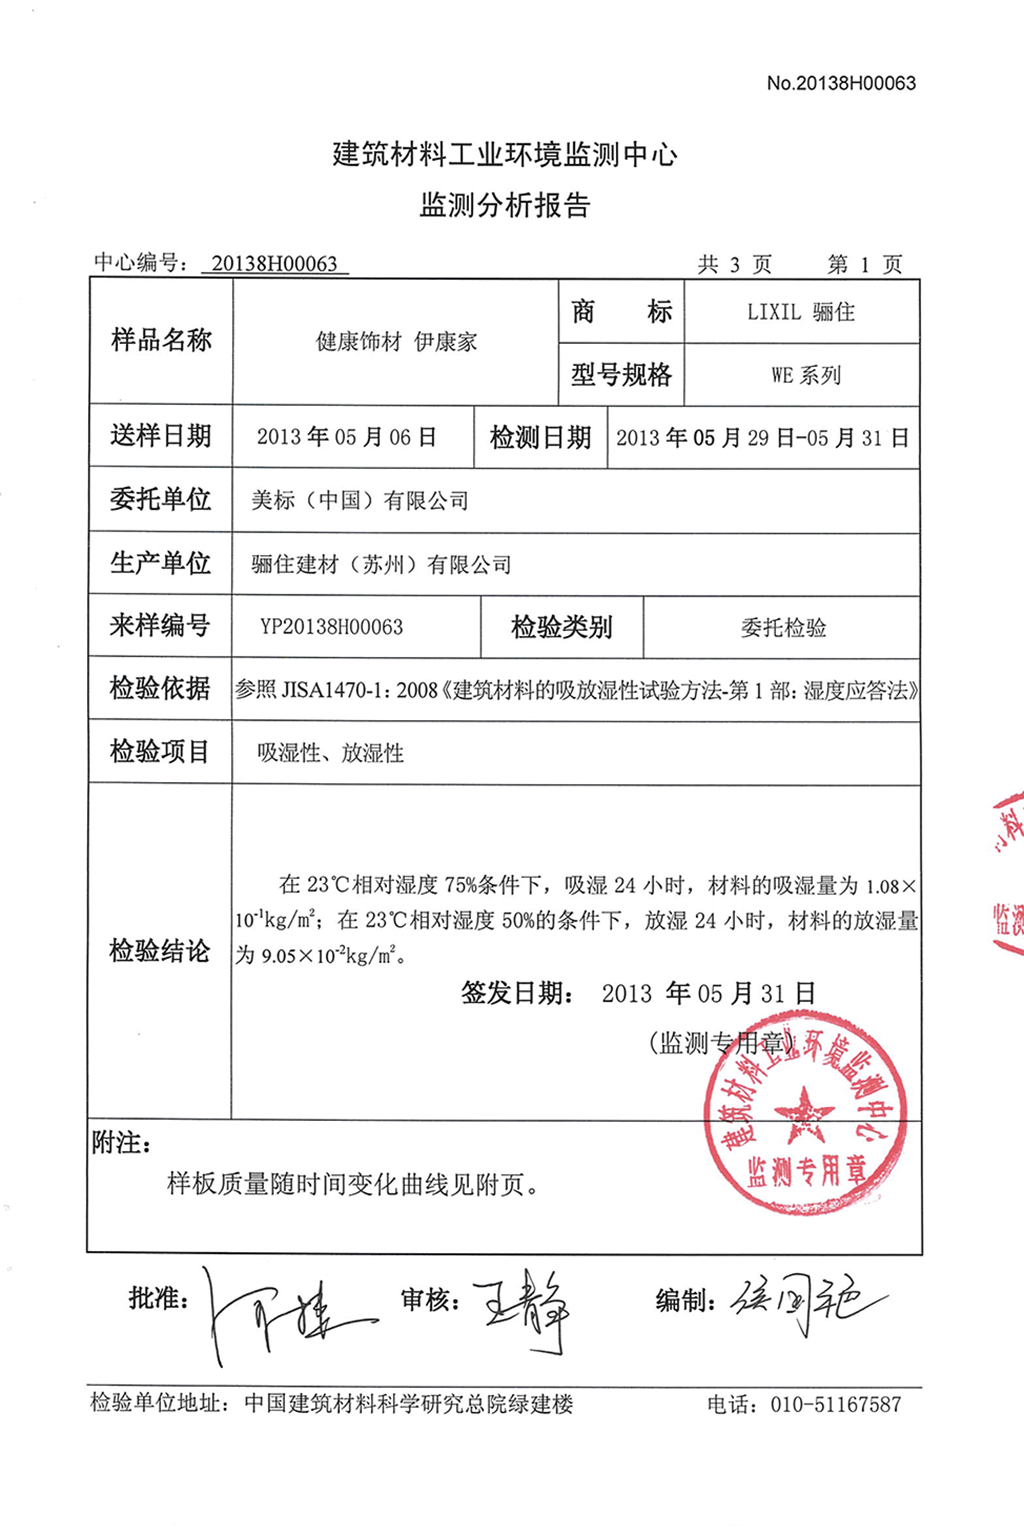 No.20138H00063
建筑材料工业环境监测中心
监测分析报告
中心编号： 20138H00063 共 3 页 第 1 页
样品名称 健康饰材 伊康家 商 标 LIXIL 骊住
型号规格 WE 系列
送样日期 2013 年 05 月 06 日 检测日期 2013 年 05 月 29 日-05 月 31 日
委托单位 美标（中国）有限公司
生产单位 骊住建材（苏州）有限公司
来样编号 YP20138H00063 检验类别 委托检验
检验依据 参照 JISA1470-1：2008《建筑材料的吸放湿性试验方法-第 1 部：湿度应答法》
检验项目 吸湿性、放湿性
检验结论
在 23℃相对湿度 75%条件下，吸湿 24 小时，材料的吸湿量为 1.08×
10⁻¹kg/㎡；在 23℃相对湿度 50%的条件下，放湿 24 小时，材料的放湿量
为 9.05×10⁻²kg/㎡。
签发日期： 2013 年 05 月 31 日
(监测专用章)
建筑材料工业环境监测中心
监测专用章
附注：
样板质量随时间变化曲线见附页。
批准： 审核：王静 编制：
检验单位地址：中国建筑材料科学研究总院绿建楼 电话：010-51167587
料
监测